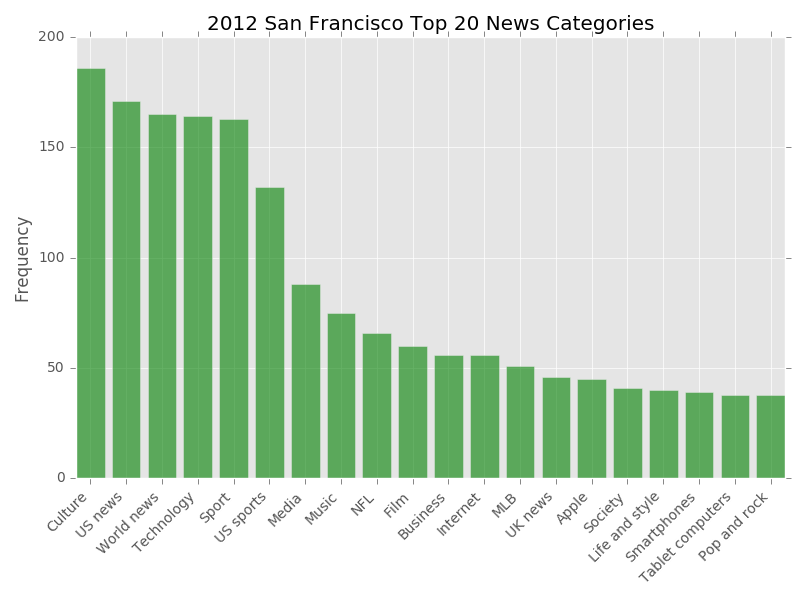 2012 San Francisco Top 20 News Categories
200
150
100
50
0
Frequency
Culture
US news
World news
Technology
Sport
US sports
Media
Music
NFL
Film
Business
Internet
MLB
UK news
Apple
Society
Life and style
Smartphones
Tablet computers
Pop and rock